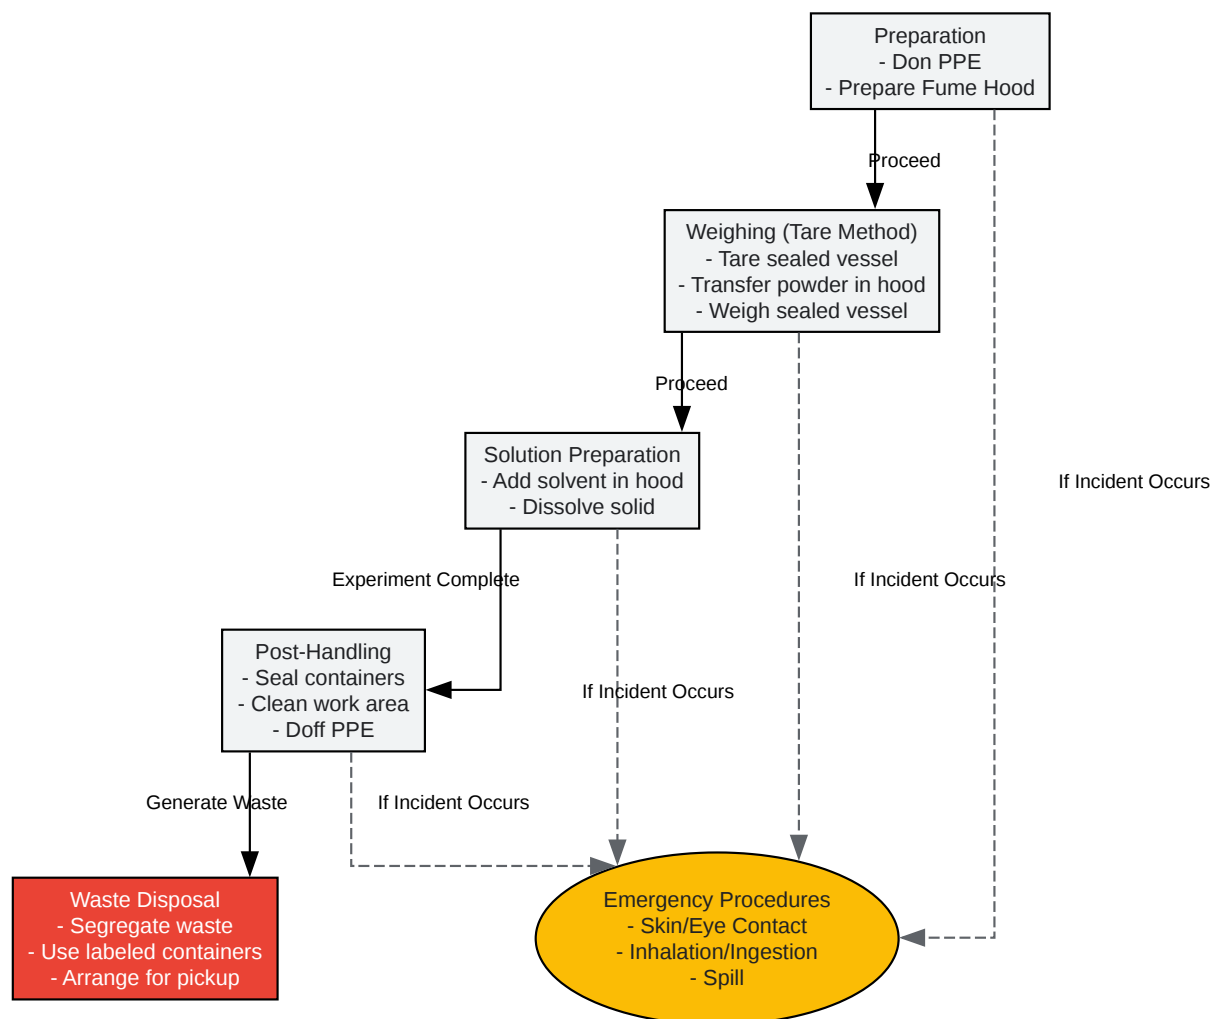 Preparation
- Don PPE
- Prepare Fume Hood
Proceed
Weighing (Tare Method)
- Tare sealed vessel
- Transfer powder in hood
- Weigh sealed vessel
Proceed
Solution Preparation
- Add solvent in hood
- Dissolve solid
If Incident Occurs
Experiment Complete
If Incident Occurs
Post-Handling
- Seal containers
- Clean work area
- Doff PPE
If Incident Occurs
Generate Waste
If Incident Occurs
Waste Disposal
- Segregate waste
- Use labeled containers
- Arrange for pickup
Emergency Procedures
- Skin/Eye Contact
- Inhalation/Ingestion
- Spill